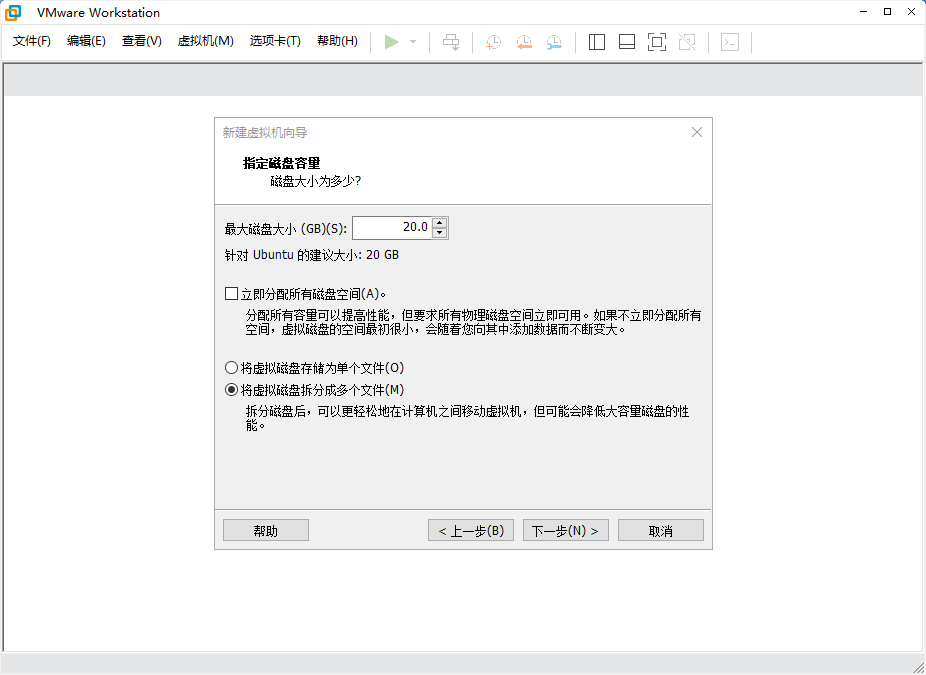 VMware Workstation
文件(F) 编辑(E) 查看(V) 虚拟机(M) 选项卡(T) 帮助(H)
新建虚拟机向导
指定磁盘容量
磁盘大小为多少?
最大磁盘大小 (GB)(S): 20.0
针对 Ubuntu 的建议大小: 20 GB
立即分配所有磁盘空间(A)。
分配所有容量可以提高性能，但要求所有物理磁盘空间立即可用。如果不立即分配所有
空间，虚拟磁盘的空间最初很小，会随着您向其中添加数据而不断变大。
将虚拟磁盘存储为单个文件(O)
将虚拟磁盘拆分成多个文件(M)
拆分磁盘后，可以更轻松地在计算机之间移动虚拟机，但可能会降低大容量磁盘的性
能。
帮助 < 上一步(B) 下一步(N) > 取消